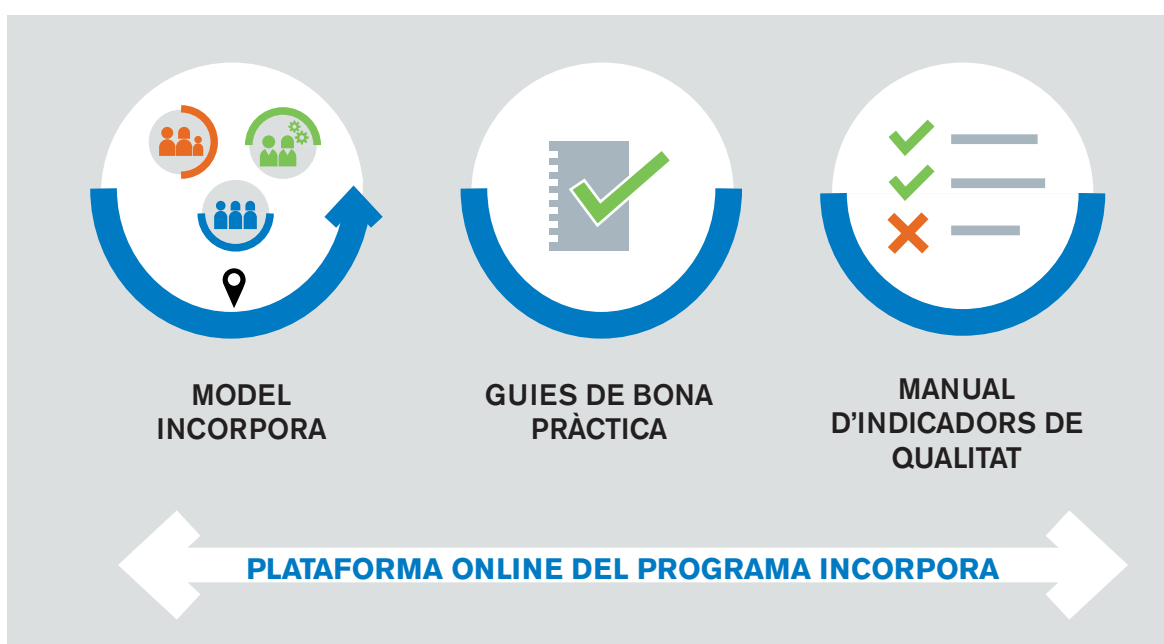 MODEL
INCORPORA
GUIES DE BONA
PRÀCTICA
MANUAL
D’INDICADORS DE
QUALITAT
PLATAFORMA ONLINE DEL PROGRAMA INCORPORA